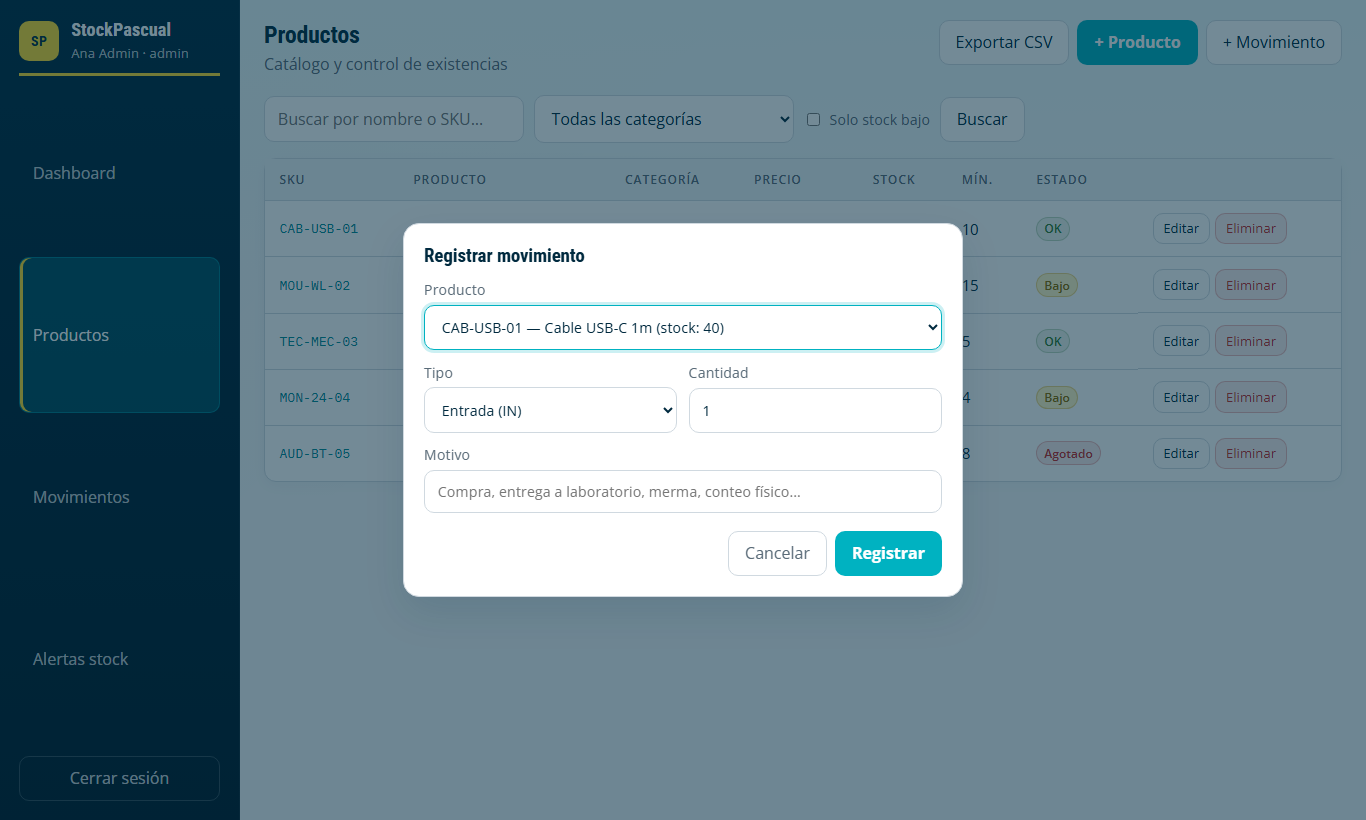 SP
StockPascual
Ana Admin · admin
Dashboard
Productos
Movimientos
Alertas stock
Cerrar sesión
Productos
Catálogo y control de existencias
Exportar CSV
+ Producto
+ Movimiento
Buscar por nombre o SKU...
Todas las categorías
Solo stock bajo
Buscar
SKU PRODUCTO CATEGORÍA PRECIO STOCK MÍN. ESTADO
CAB-USB-01 10 OK Editar Eliminar
MOU-WL-02 15 Bajo Editar Eliminar
TEC-MEC-03 5 OK Editar Eliminar
MON-24-04 4 Bajo Editar Eliminar
AUD-BT-05 8 Agotado Editar Eliminar
Registrar movimiento
Producto
CAB-USB-01 — Cable USB-C 1m (stock: 40)
Tipo Cantidad
Entrada (IN) 1
Motivo
Compra, entrega a laboratorio, merma, conteo físico...
Cancelar Registrar